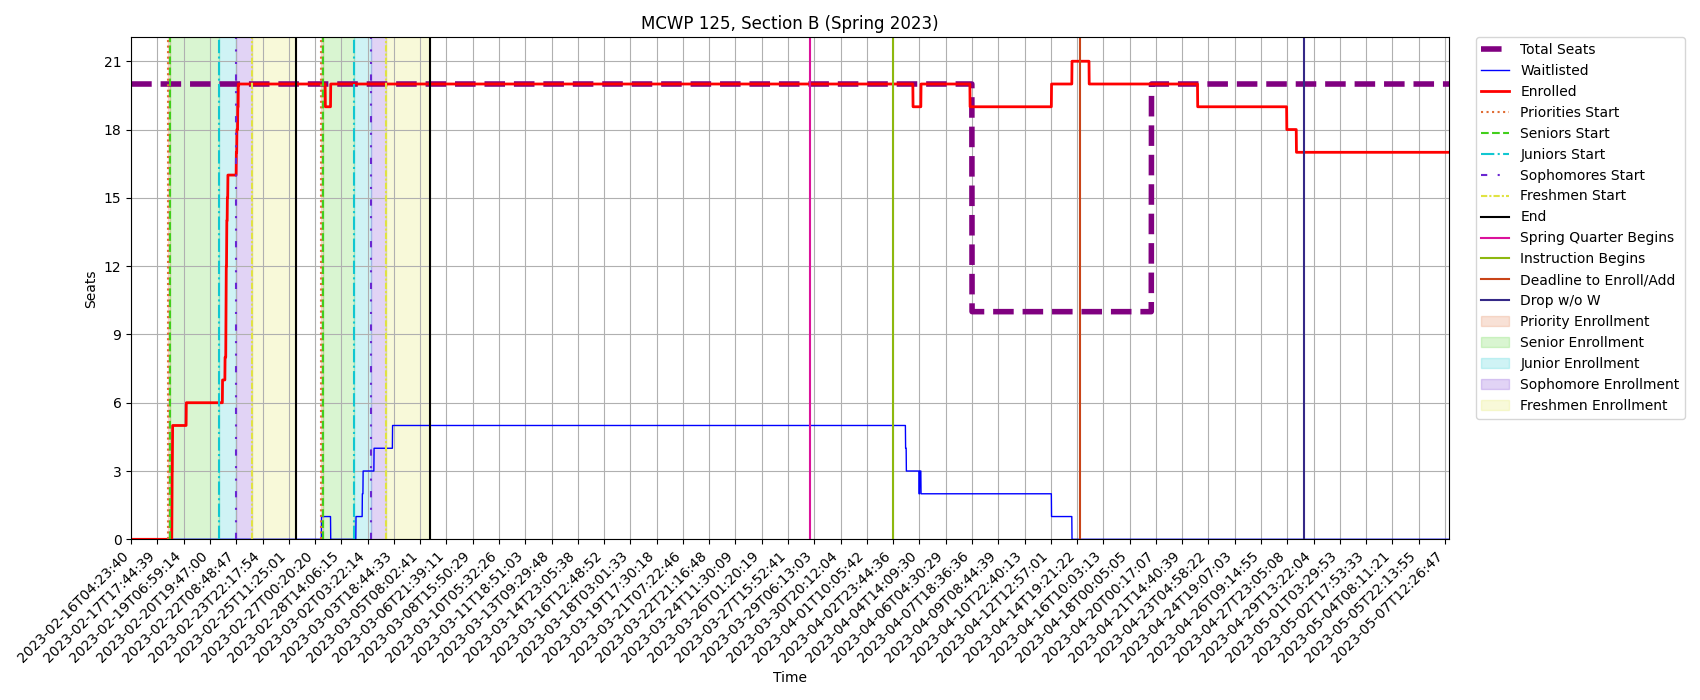 MCWP 125, Section B (Spring 2023)
21
18
15
12
9
6
3
0
Seats
2023-02-16T04:23:40
2023-02-17T17:44:39
2023-02-19T06:59:14
2023-02-20T19:47:00
2023-02-22T08:48:47
2023-02-23T22:17:54
2023-02-25T11:25:01
2023-02-27T00:20:20
2023-02-28T14:06:15
2023-03-02T03:22:14
2023-03-03T18:44:33
2023-03-05T08:02:41
2023-03-06T21:39:11
2023-03-08T15:50:29
2023-03-10T05:32:26
2023-03-11T18:51:03
2023-03-13T09:29:48
2023-03-14T23:05:38
2023-03-16T12:48:52
2023-03-18T03:01:33
2023-03-19T17:30:18
2023-03-21T07:22:46
2023-03-22T21:16:48
2023-03-24T11:30:09
2023-03-26T01:20:19
2023-03-27T15:52:41
2023-03-29T06:13:03
2023-03-30T20:12:04
2023-04-01T10:05:42
2023-04-02T23:44:36
2023-04-04T14:09:30
2023-04-06T04:30:29
2023-04-07T18:36:36
2023-04-09T08:44:39
2023-04-10T22:40:13
2023-04-12T12:57:01
2023-04-14T19:21:22
2023-04-16T10:03:13
2023-04-18T00:05:05
2023-04-20T00:17:07
2023-04-21T14:40:39
2023-04-23T04:58:22
2023-04-24T19:07:03
2023-04-26T09:14:55
2023-04-27T23:05:08
2023-04-29T13:22:04
2023-05-01T03:29:53
2023-05-02T17:53:33
2023-05-04T08:11:21
2023-05-05T22:13:55
2023-05-07T12:26:47
Time
Total Seats
Waitlisted
Enrolled
Priorities Start
Seniors Start
Juniors Start
Sophomores Start
Freshmen Start
End
Spring Quarter Begins
Instruction Begins
Deadline to Enroll/Add
Drop w/o W
Priority Enrollment
Senior Enrollment
Junior Enrollment
Sophomore Enrollment
Freshmen Enrollment